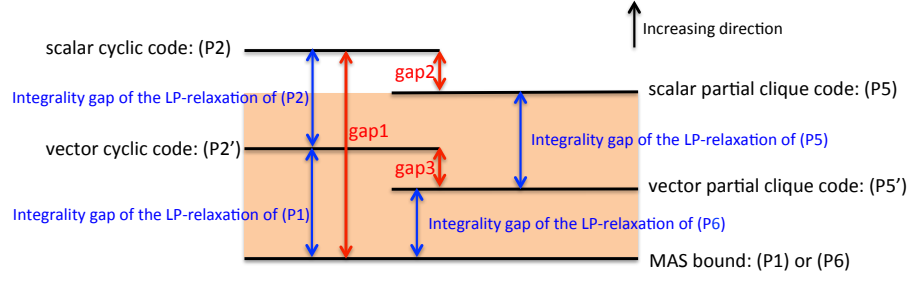 Increasing direction
scalar cyclic code: (P2)
gap2
scalar partial clique code: (P5)
Integrality gap of the LP-relaxation of (P2)
gap1
Integrality gap of the LP-relaxation of (P5)
vector cyclic code: (P2’)
gap3
vector partial clique code: (P5’)
Integrality gap of the LP-relaxation of (P1)
Integrality gap of the LP-relaxation of (P6)
MAS bound: (P1) or (P6)